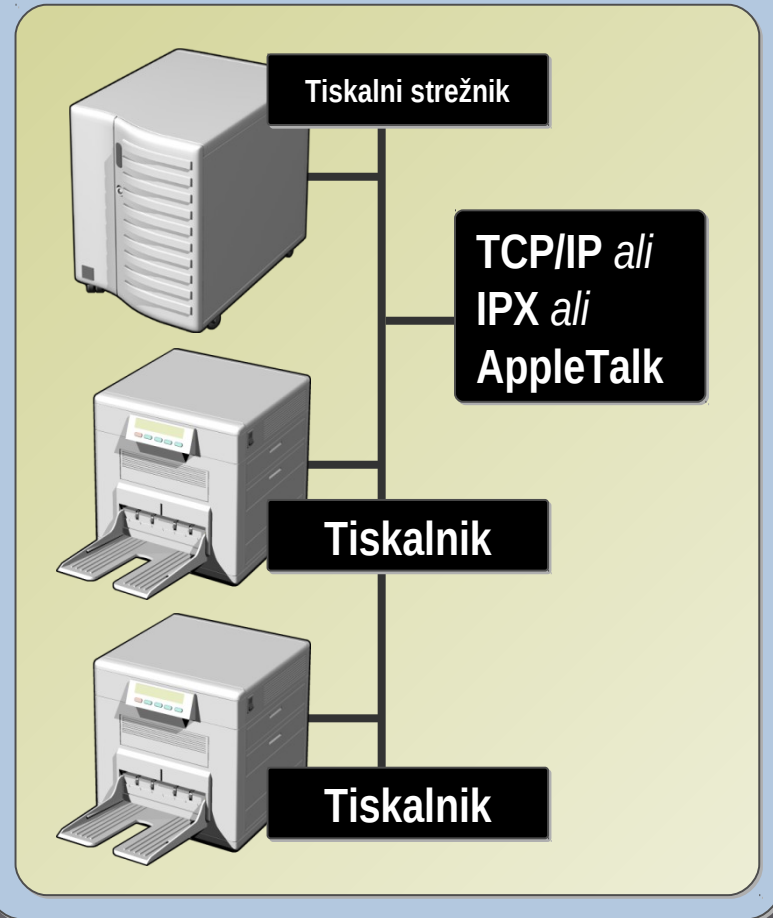 Tiskalni strežnik
TCP/IP ali
IPX ali
AppleTalk
Tiskalnik
Tiskalnik